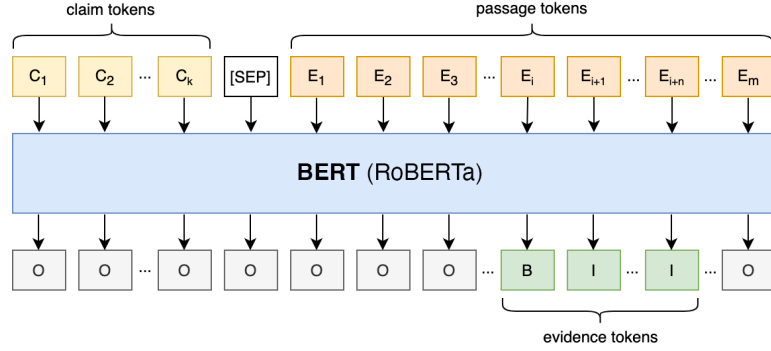 claim tokens
passage tokens
C1 C2 ... Ck [SEP] E1 E2 E3 ... Ei Ei+1 ... Ei+n ... Em
BERT (RoBERTa)
O O ... O O O O O ... B I ... I ... O
evidence tokens